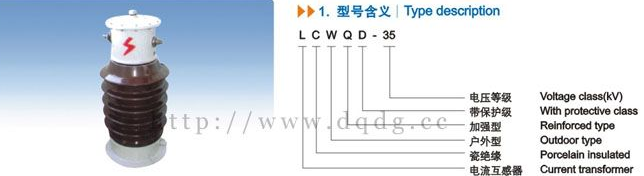 1. 型号含义 | Type description
L C W Q D - 35
电压等级 Voltage class(kV)
带保护级 With protective class
加强型 Reinforced type
户外型 Outdoor type
瓷绝缘 Porcelain insulated
电流互感器 Current transformer
http://www.dqdg.cc